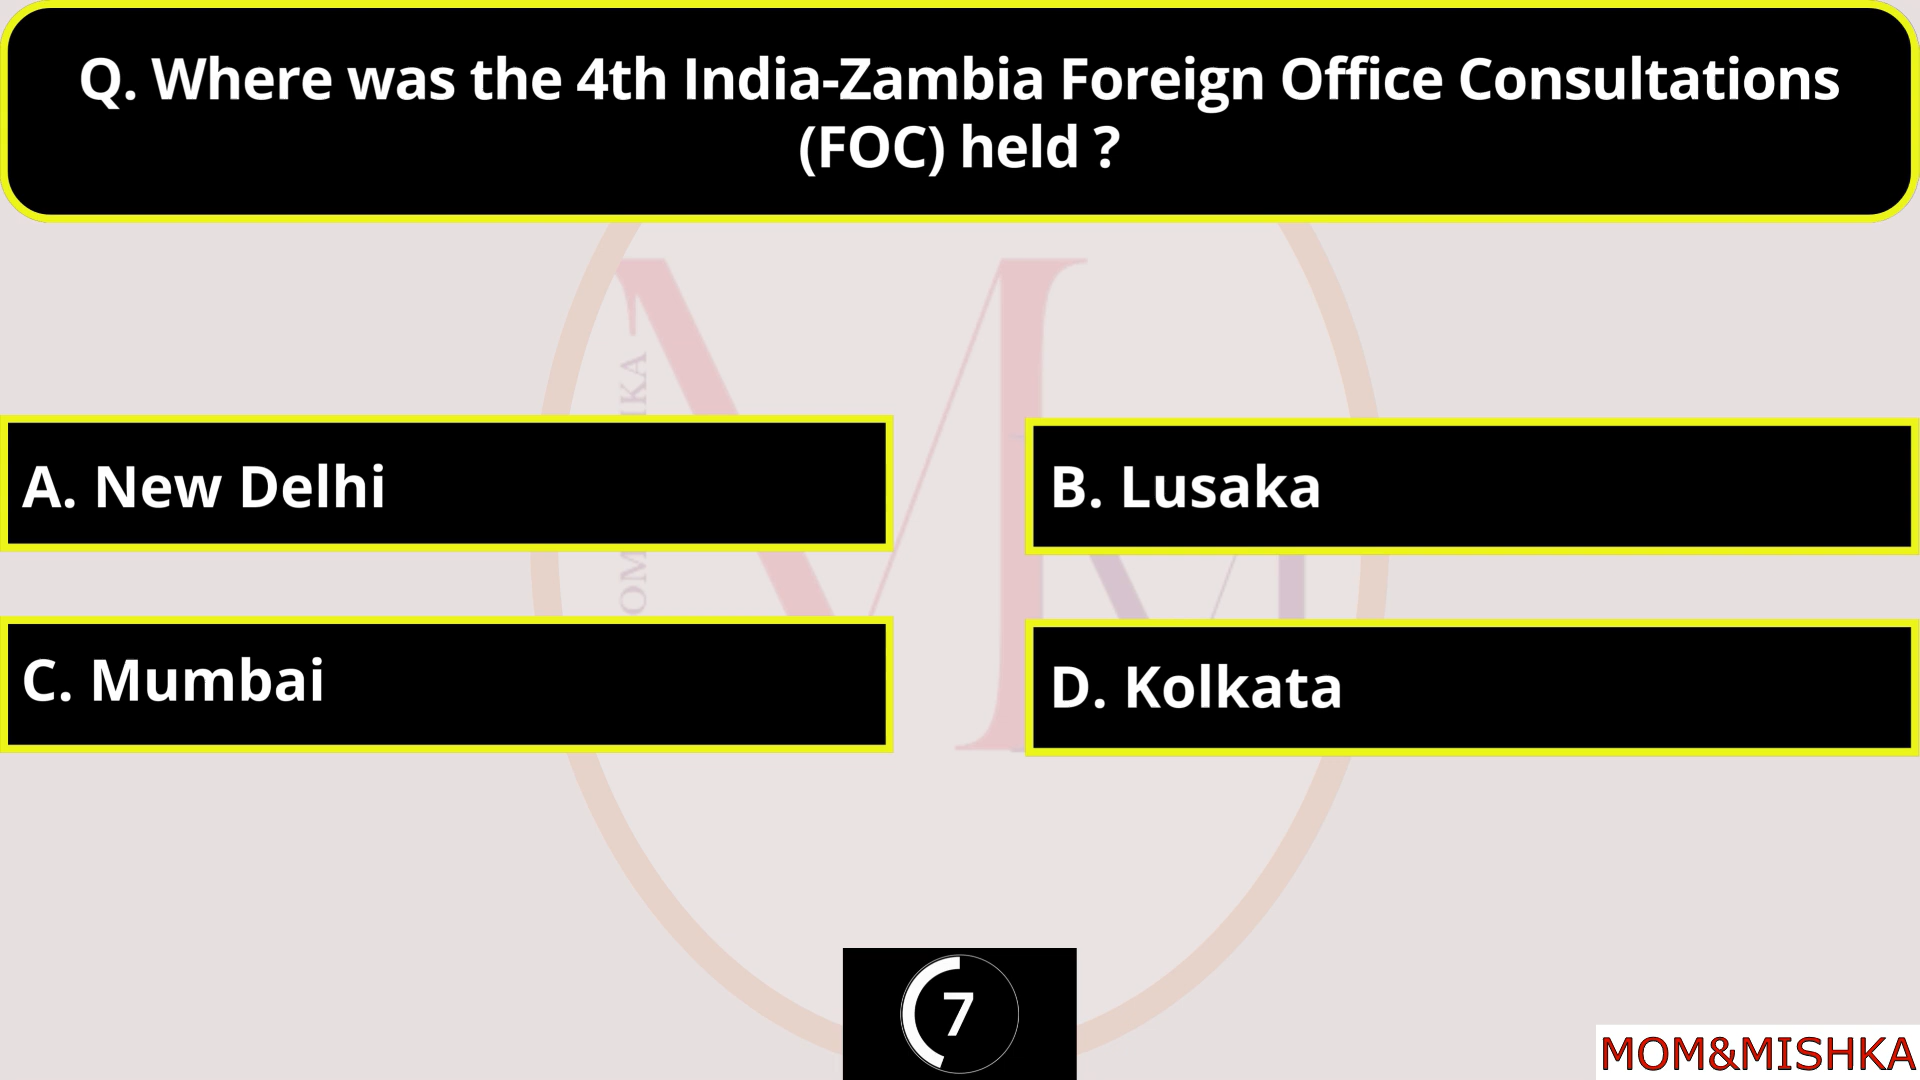 Q. Where was the 4th India-Zambia Foreign Office Consultations
(FOC) held ?
A. New Delhi
B. Lusaka
C. Mumbai
D. Kolkata
7
MOM&MISHKA